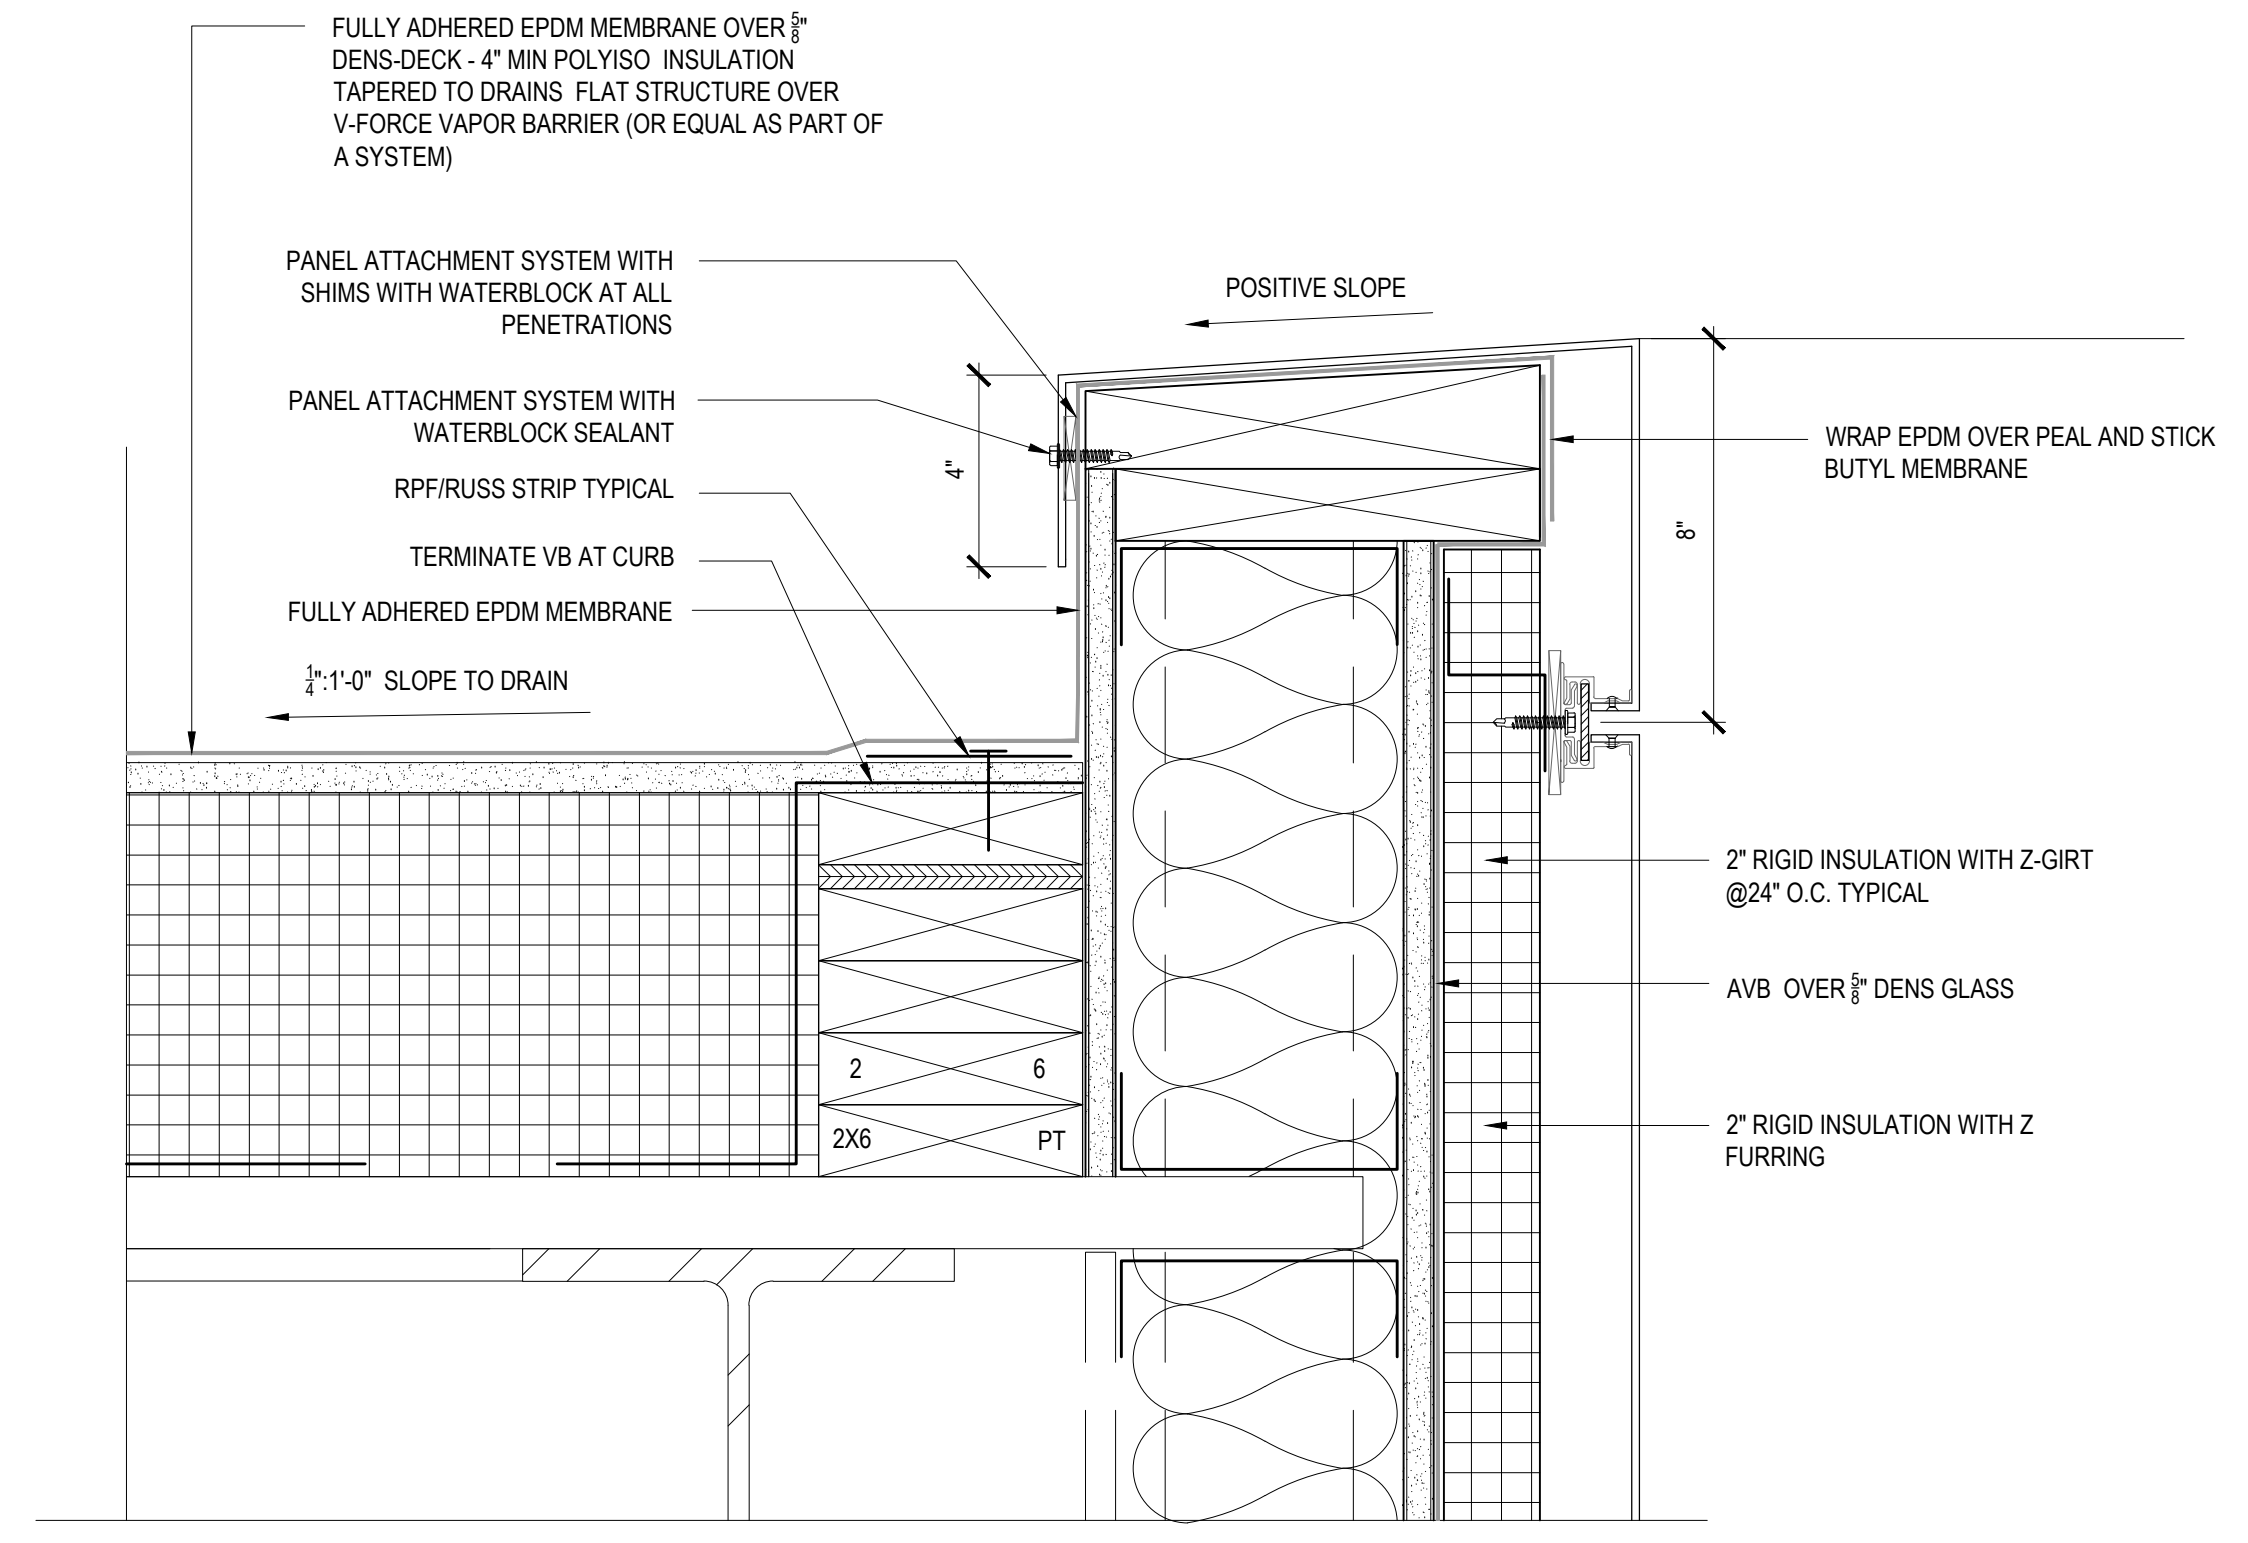 FULLY ADHERED EPDM MEMBRANE OVER 5/8"
DENS-DECK - 4" MIN POLYISO INSULATION
TAPERED TO DRAINS FLAT STRUCTURE OVER
V-FORCE VAPOR BARRIER (OR EQUAL AS PART OF
A SYSTEM)
PANEL ATTACHMENT SYSTEM WITH
SHIMS WITH WATERBLOCK AT ALL
PENETRATIONS
POSITIVE SLOPE
PANEL ATTACHMENT SYSTEM WITH
WATERBLOCK SEALANT
4"
WRAP EPDM OVER PEAL AND STICK
BUTYL MEMBRANE
8"
RPF/RUSS STRIP TYPICAL
TERMINATE VB AT CURB
FULLY ADHERED EPDM MEMBRANE
1/4":1'-0" SLOPE TO DRAIN
2" RIGID INSULATION WITH Z-GIRT
@24" O.C. TYPICAL
AVB OVER 5/8" DENS GLASS
2 6
2X6 PT
2" RIGID INSULATION WITH Z
FURRING